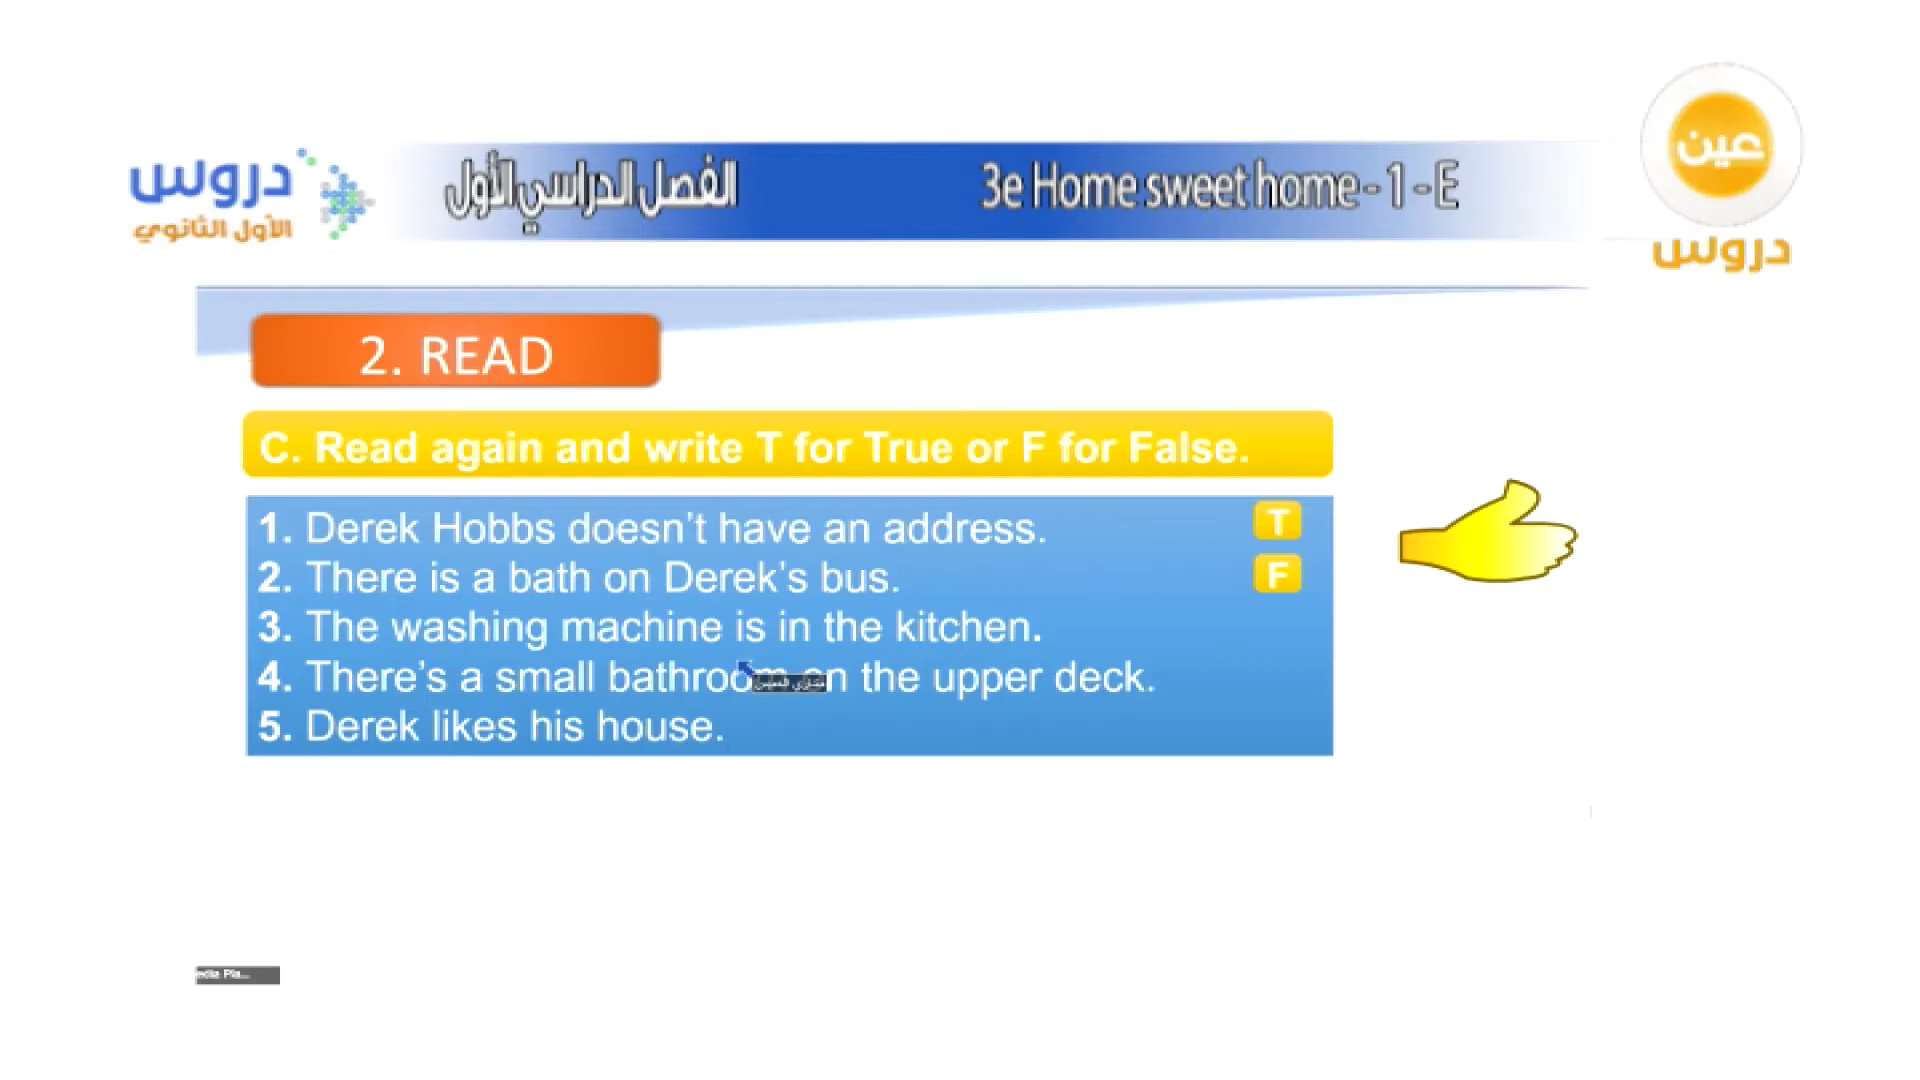 عين
دروس
دروس
الأول الثانوي
الفصل الدراسي الأول
3e Home sweet home - 1 - E
2. READ
C. Read again and write T for True or F for False.
1. Derek Hobbs doesn't have an address. T
2. There is a bath on Derek's bus. F
3. The washing machine is in the kitchen.
4. There's a small bathroom on the upper deck.
5. Derek likes his house.
edia Pla...